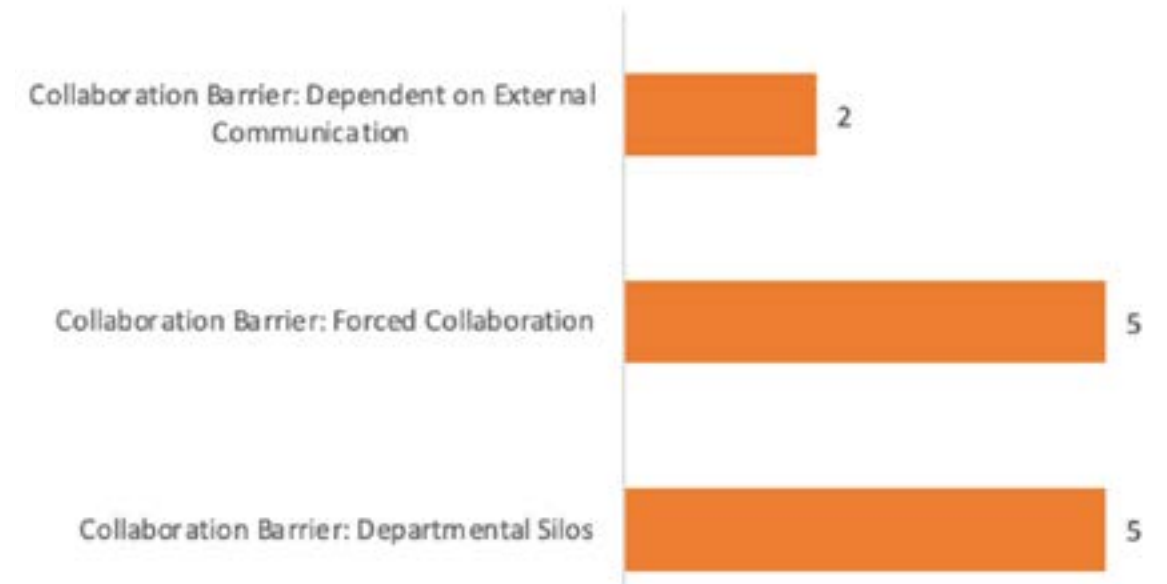 Collaboration Barrier: Dependent on External
Communication
2
Collaboration Barrier: Forced Collaboration
5
Collaboration Barrier: Departmental Silos
5